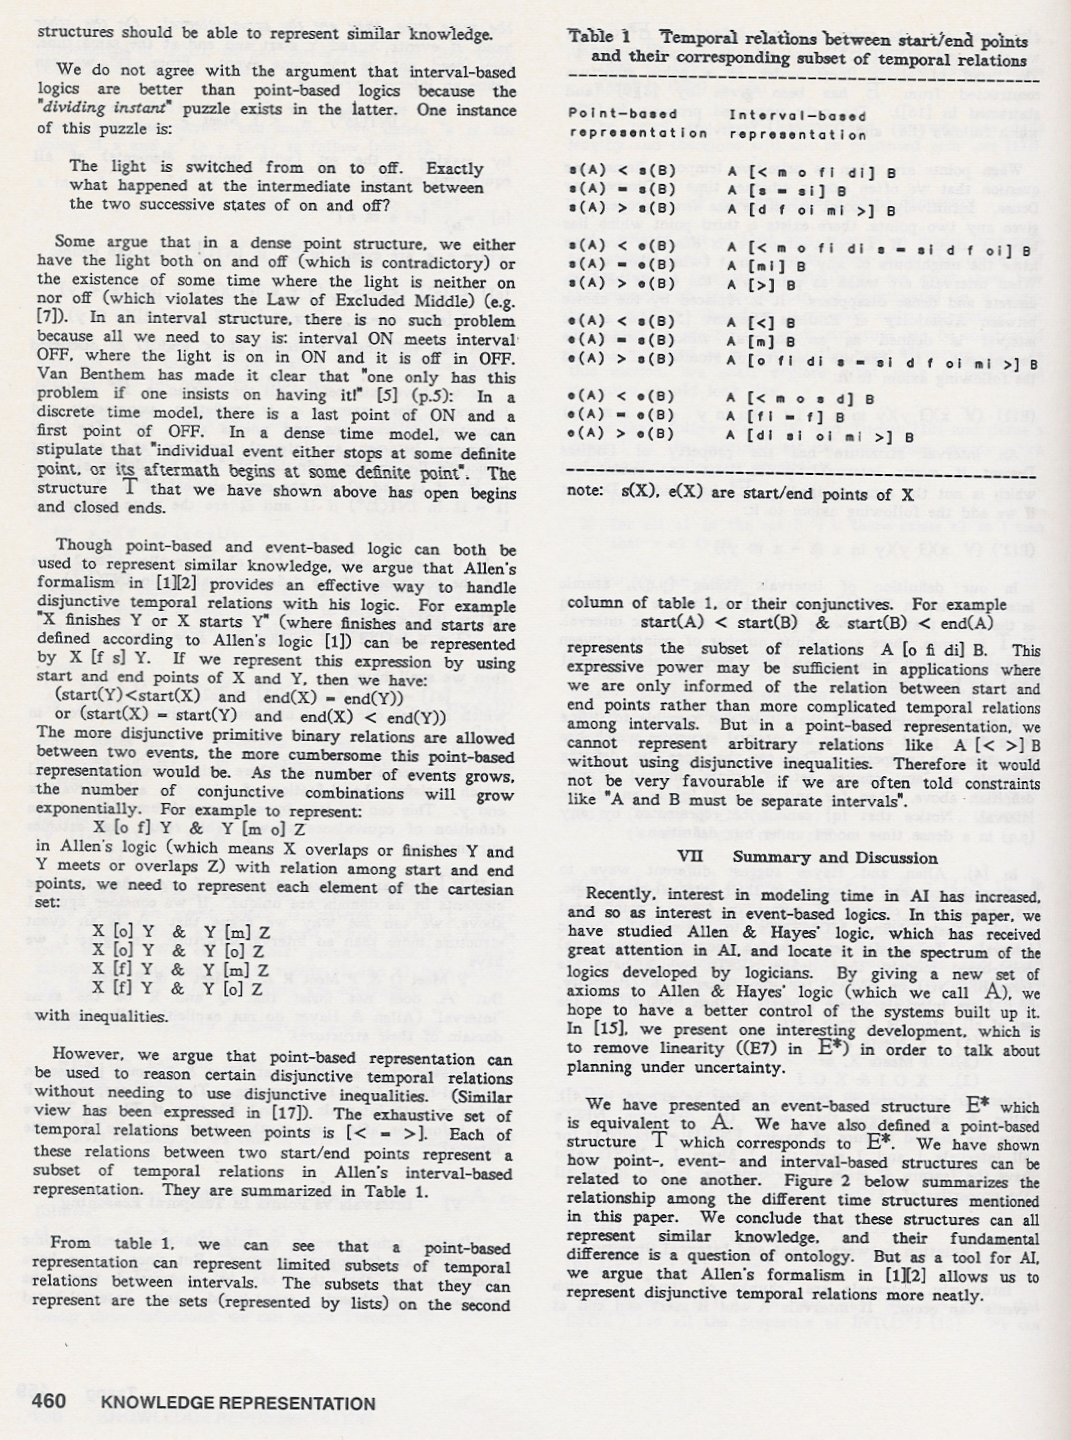 structures should be able to represent similar knowledge.
We do not agree with the argument that interval-based
logics are better than point-based logics because the
"dividing instant" puzzle exists in the latter. One instance
of this puzzle is:
The light is switched from on to off. Exactly
what happened at the intermediate instant between
the two successive states of on and off?
Some argue that in a dense point structure, we either
have the light both on and off (which is contradictory) or
the existence of some time where the light is neither on
nor off (which violates the Law of Excluded Middle) (e.g.
[7]). In an interval structure, there is no such problem
because all we need to say is: interval ON meets interval
OFF, where the light is on in ON and it is off in OFF.
Van Benthem has made it clear that "one only has this
problem if one insists on having it!" [5] (p.5): In a
discrete time model, there is a last point of ON and a
first point of OFF. In a dense time model, we can
stipulate that "individual event either stops at some definite
point, or its aftermath begins at some definite point". The
structure T that we have shown above has open begins
and closed ends.
Though point-based and event-based logic can both be
used to represent similar knowledge, we argue that Allen's
formalism in [1][2] provides an effective way to handle
disjunctive temporal relations with his logic. For example
"X finishes Y or X starts Y" (where finishes and starts are
defined according to Allen's logic [1]) can be represented
by X [f s] Y. If we represent this expression by using
start and end points of X and Y, then we have:
(start(Y)<start(X) and end(X) = end(Y))
or (start(X) = start(Y) and end(X) < end(Y))
The more disjunctive primitive binary relations are allowed
between two events, the more cumbersome this point-based
representation would be. As the number of events grows,
the number of conjunctive combinations will grow
exponentially. For example to represent:
X [o f] Y & Y [m o] Z
in Allen's logic (which means X overlaps or finishes Y and
Y meets or overlaps Z) with relation among start and end
points, we need to represent each element of the cartesian
set:
X [o] Y & Y [m] Z
X [o] Y & Y [o] Z
X [f] Y & Y [m] Z
X [f] Y & Y [o] Z
with inequalities.
However, we argue that point-based representation can
be used to reason certain disjunctive temporal relations
without needing to use disjunctive inequalities. (Similar
view has been expressed in [17]). The exhaustive set of
temporal relations between points is [< = >]. Each of
these relations between two start/end points represent a
subset of temporal relations in Allen's interval-based
representation. They are summarized in Table 1.
From table 1, we can see that a point-based
representation can represent limited subsets of temporal
relations between intervals. The subsets that they can
represent are the sets (represented by lists) on the second
Table 1 Temporal relations between start/end points
and their corresponding subset of temporal relations
Point-based Interval-based
representation representation
s(A) < s(B) A [< m o fi di] B
s(A) = s(B) A [s = si] B
s(A) > s(B) A [d f oi mi >] B
s(A) < e(B) A [< m o fi di s = si d f oi] B
s(A) = e(B) A [mi] B
s(A) > e(B) A [>] B
e(A) < s(B) A [<] B
e(A) = s(B) A [m] B
e(A) > s(B) A [o fi di s = si d f oi mi >] B
e(A) < e(B) A [< m o s d] B
e(A) = e(B) A [fi = f] B
e(A) > e(B) A [di si oi mi >] B
note: s(X), e(X) are start/end points of X
column of table 1, or their conjunctives. For example
start(A) < start(B) & start(B) < end(A)
represents the subset of relations A [o fi di] B. This
expressive power may be sufficient in applications where
we are only informed of the relation between start and
end points rather than more complicated temporal relations
among intervals. But in a point-based representation, we
cannot represent arbitrary relations like A [< >] B
without using disjunctive inequalities. Therefore it would
not be very favourable if we are often told constraints
like "A and B must be separate intervals".
VII Summary and Discussion
Recently, interest in modeling time in AI has increased,
and so as interest in event-based logics. In this paper, we
have studied Allen & Hayes' logic, which has received
great attention in AI, and locate it in the spectrum of the
logics developed by logicians. By giving a new set of
axioms to Allen & Hayes' logic (which we call A), we
hope to have a better control of the systems built up it.
In [15], we present one interesting development, which is
to remove linearity ((E7) in E*) in order to talk about
planning under uncertainty.
We have presented an event-based structure E* which
is equivalent to A. We have also defined a point-based
structure T which corresponds to E*. We have shown
how point-, event- and interval-based structures can be
related to one another. Figure 2 below summarizes the
relationship among the different time structures mentioned
in this paper. We conclude that these structures can all
represent similar knowledge, and their fundamental
difference is a question of ontology. But as a tool for AI,
we argue that Allen's formalism in [1][2] allows us to
represent disjunctive temporal relations more neatly.
460 KNOWLEDGE REPRESENTATION